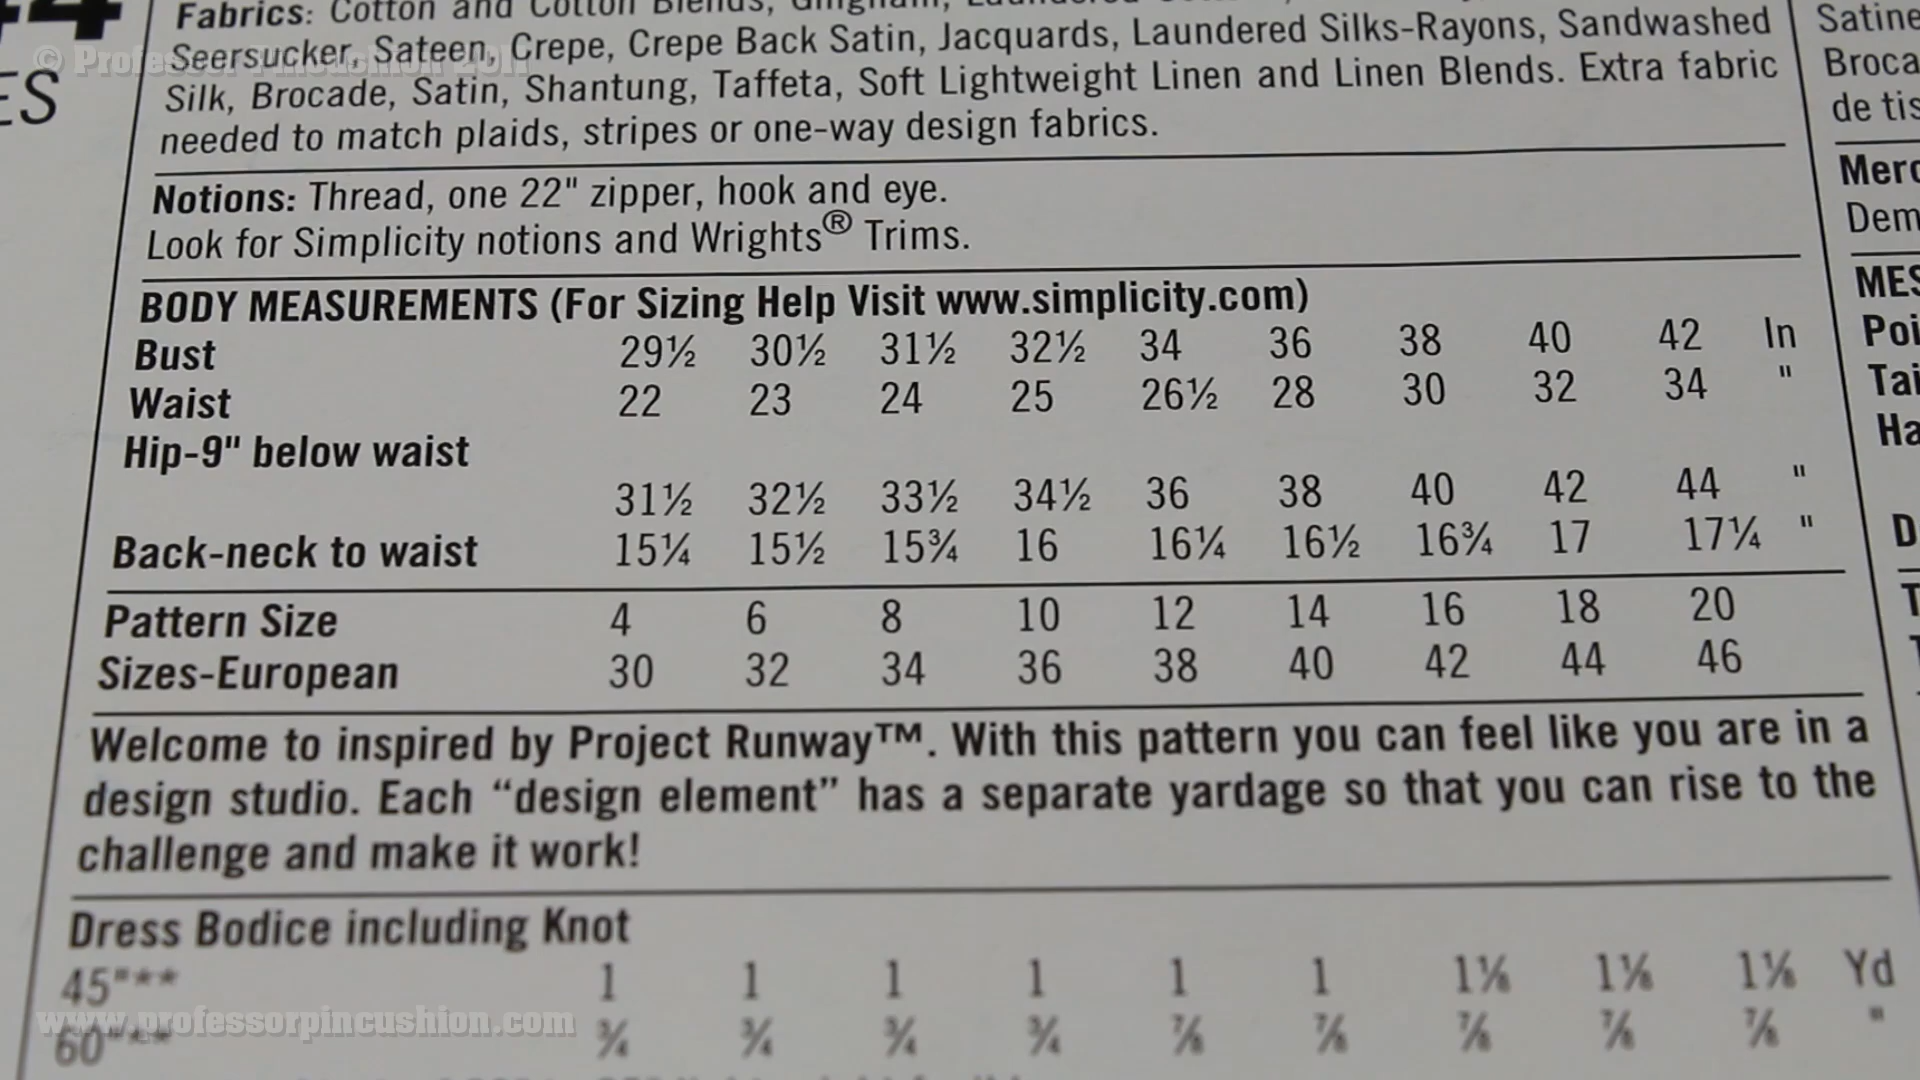 4
© Professor Pincushion 2011
ES
Fabrics: Cotton and Cotton Blends, Gingham,
Seersucker, Sateen, Crepe, Crepe Back Satin, Jacquards, Laundered Silks-Rayons, Sandwashed
Silk, Brocade, Satin, Shantung, Taffeta, Soft Lightweight Linen and Linen Blends. Extra fabric
needed to match plaids, stripes or one-way design fabrics.
Notions: Thread, one 22" zipper, hook and eye.
Look for Simplicity notions and Wrights® Trims.
BODY MEASUREMENTS (For Sizing Help Visit www.simplicity.com)
Bust 29½ 30½ 31½ 32½ 34 36 38 40 42 In
Waist 22 23 24 25 26½ 28 30 32 34 "
Hip-9" below waist
31½ 32½ 33½ 34½ 36 38 40 42 44 "
Back-neck to waist 15¼ 15½ 15¾ 16 16¼ 16½ 16¾ 17 17¼ "
Pattern Size 4 6 8 10 12 14 16 18 20
Sizes-European 30 32 34 36 38 40 42 44 46
Welcome to inspired by Project Runway™. With this pattern you can feel like you are in a
design studio. Each “design element” has a separate yardage so that you can rise to the
challenge and make it work!
Dress Bodice including Knot
45"** 1 1 1 1 1 1 1⅛ 1⅛ 1⅛ Yd
60"** ¾ ¾ ¾ ¾ ⅞ ⅞ ⅞ ⅞ ⅞ "
www.professorpincushion.com
Satine
Broca
de tis
Merc
Dem
MES
Poi
Tai
Ha
D
T